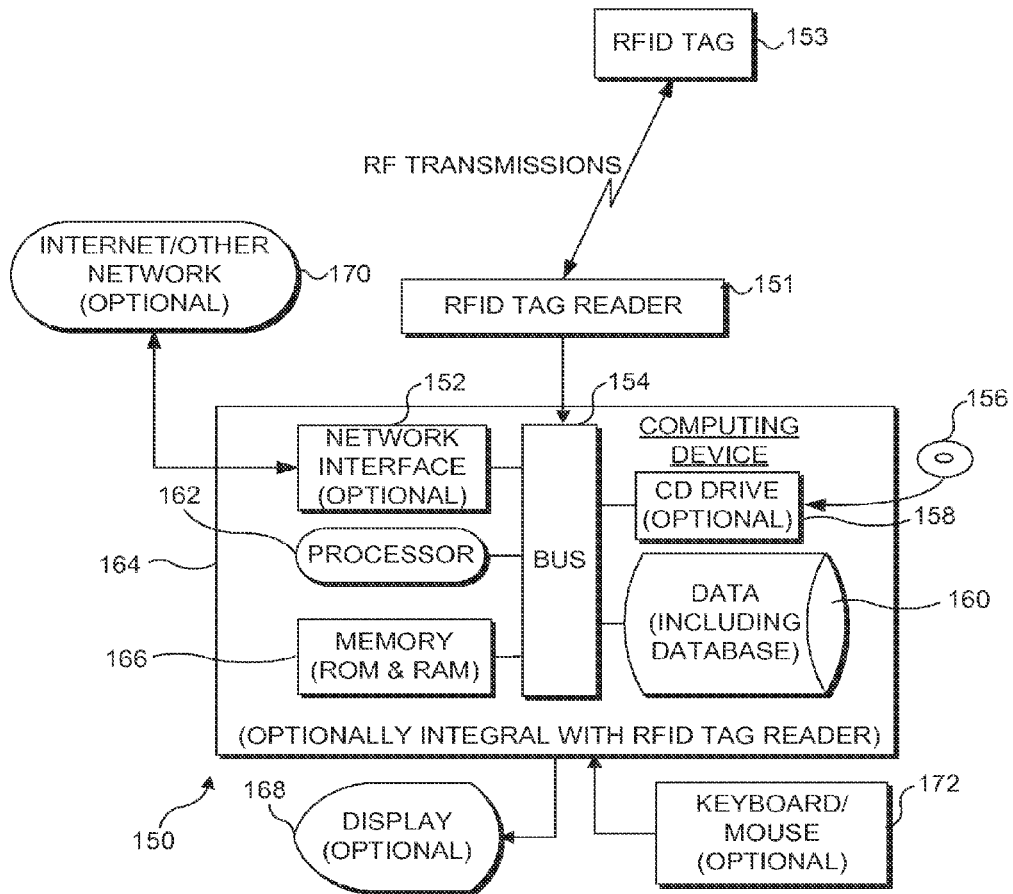 RFID TAG
153
RF TRANSMISSIONS
INTERNET/OTHER
NETWORK
(OPTIONAL)
170
RFID TAG READER
151
152
154
156
NETWORK
INTERFACE
(OPTIONAL)
COMPUTING
DEVICE
CD DRIVE
(OPTIONAL)
158
162
PROCESSOR
164
BUS
DATA
(INCLUDING
DATABASE)
160
166
MEMORY
(ROM & RAM)
(OPTIONALLY INTEGRAL WITH RFID TAG READER)
150
168
DISPLAY
(OPTIONAL)
KEYBOARD/
MOUSE
(OPTIONAL)
172